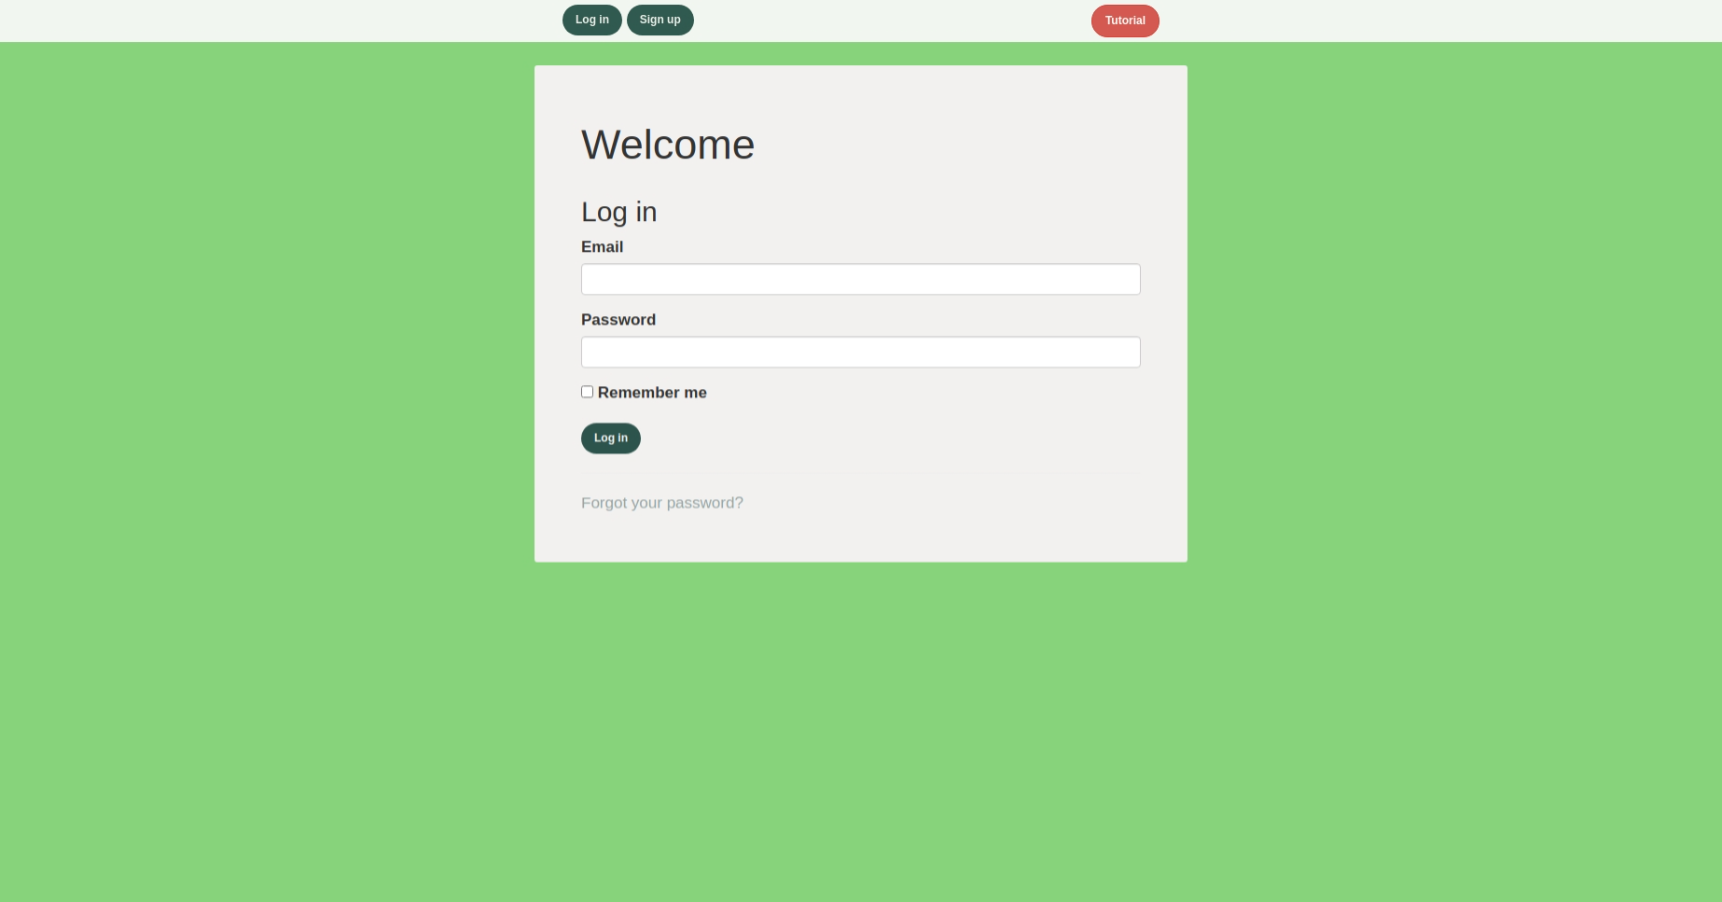 Log in Sign up Tutorial
Welcome
Log in
Email
Password
Remember me
Log in
Forgot your password?